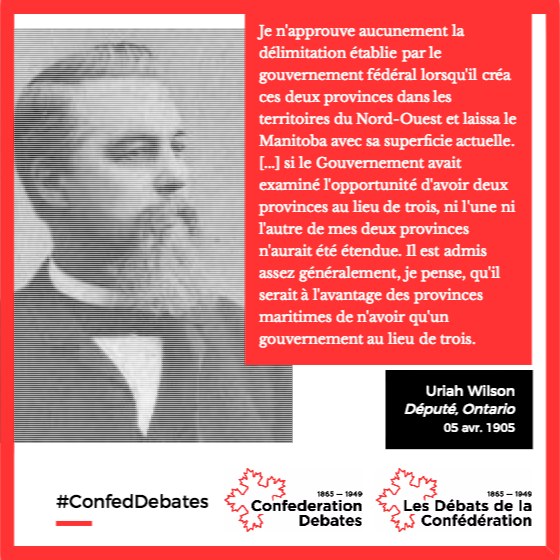 Je n'approuve aucunement la
délimitation établie par le
gouvernement fédéral lorsqu'il créa
ces deux provinces dans les
territoires du Nord-Ouest et laissa le
Manitoba avec sa superficie actuelle.
[...] si le Gouvernement avait
examiné l'opportunité d'avoir deux
provinces au lieu de trois, ni l'une ni
l'autre de mes deux provinces
n'aurait été étendue. Il est admis
assez généralement, je pense, qu'il
serait à l'avantage des provinces
maritimes de n'avoir qu'un
gouvernement au lieu de trois.
Uriah Wilson
Député, Ontario
05 avr. 1905
#ConfedDebates
1865 — 1949
Confederation
Debates
1865 — 1949
Les Débats de la
Confédération